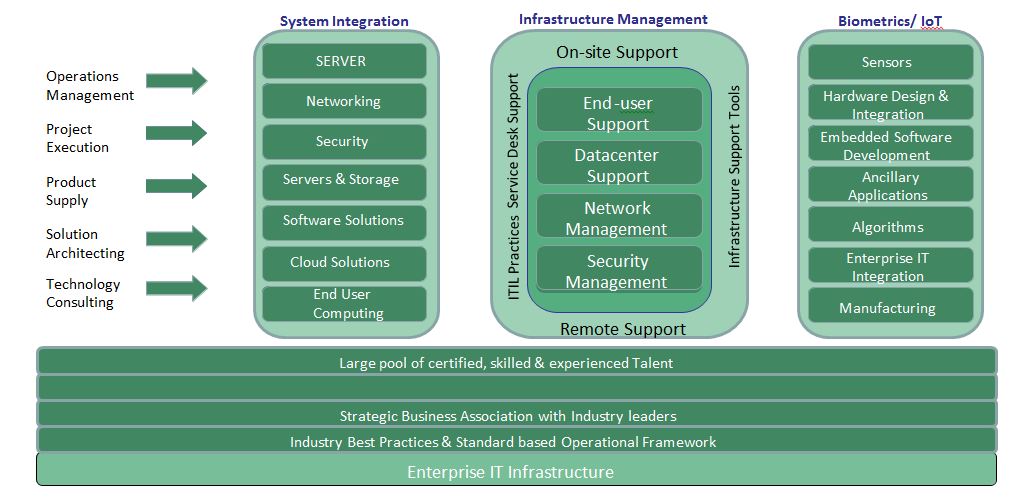 System Integration
Infrastructure Management
Biometrics/ IoT
Operations
Management
Project
Execution
Product
Supply
Solution
Architecting
Technology
Consulting
SERVER
Networking
Security
Servers & Storage
Software Solutions
Cloud Solutions
End User
Computing
On-site Support
ITIL Practices Service Desk Support
End-user
Support
Datacenter
Support
Network
Management
Security
Management
Infrastructure Support Tools
Remote Support
Sensors
Hardware Design &
Integration
Embedded Software
Development
Ancillary
Applications
Algorithms
Enterprise IT
Integration
Manufacturing
Large pool of certified, skilled & experienced Talent
Strategic Business Association with Industry leaders
Industry Best Practices & Standard based Operational Framework
Enterprise IT Infrastructure